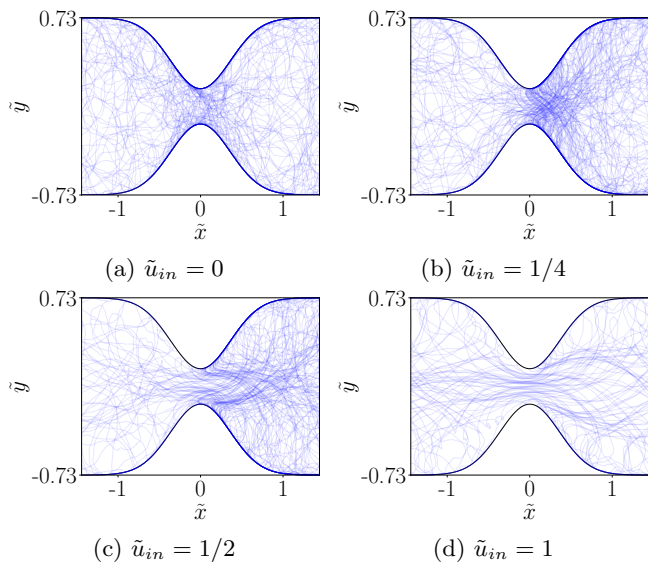 0.73
ỹ
-0.73
-1 0 1
x̃
(a) ũ_in = 0
0.73
ỹ
-0.73
-1 0 1
x̃
(b) ũ_in = 1/4
0.73
ỹ
-0.73
-1 0 1
x̃
(c) ũ_in = 1/2
0.73
ỹ
-0.73
-1 0 1
x̃
(d) ũ_in = 1